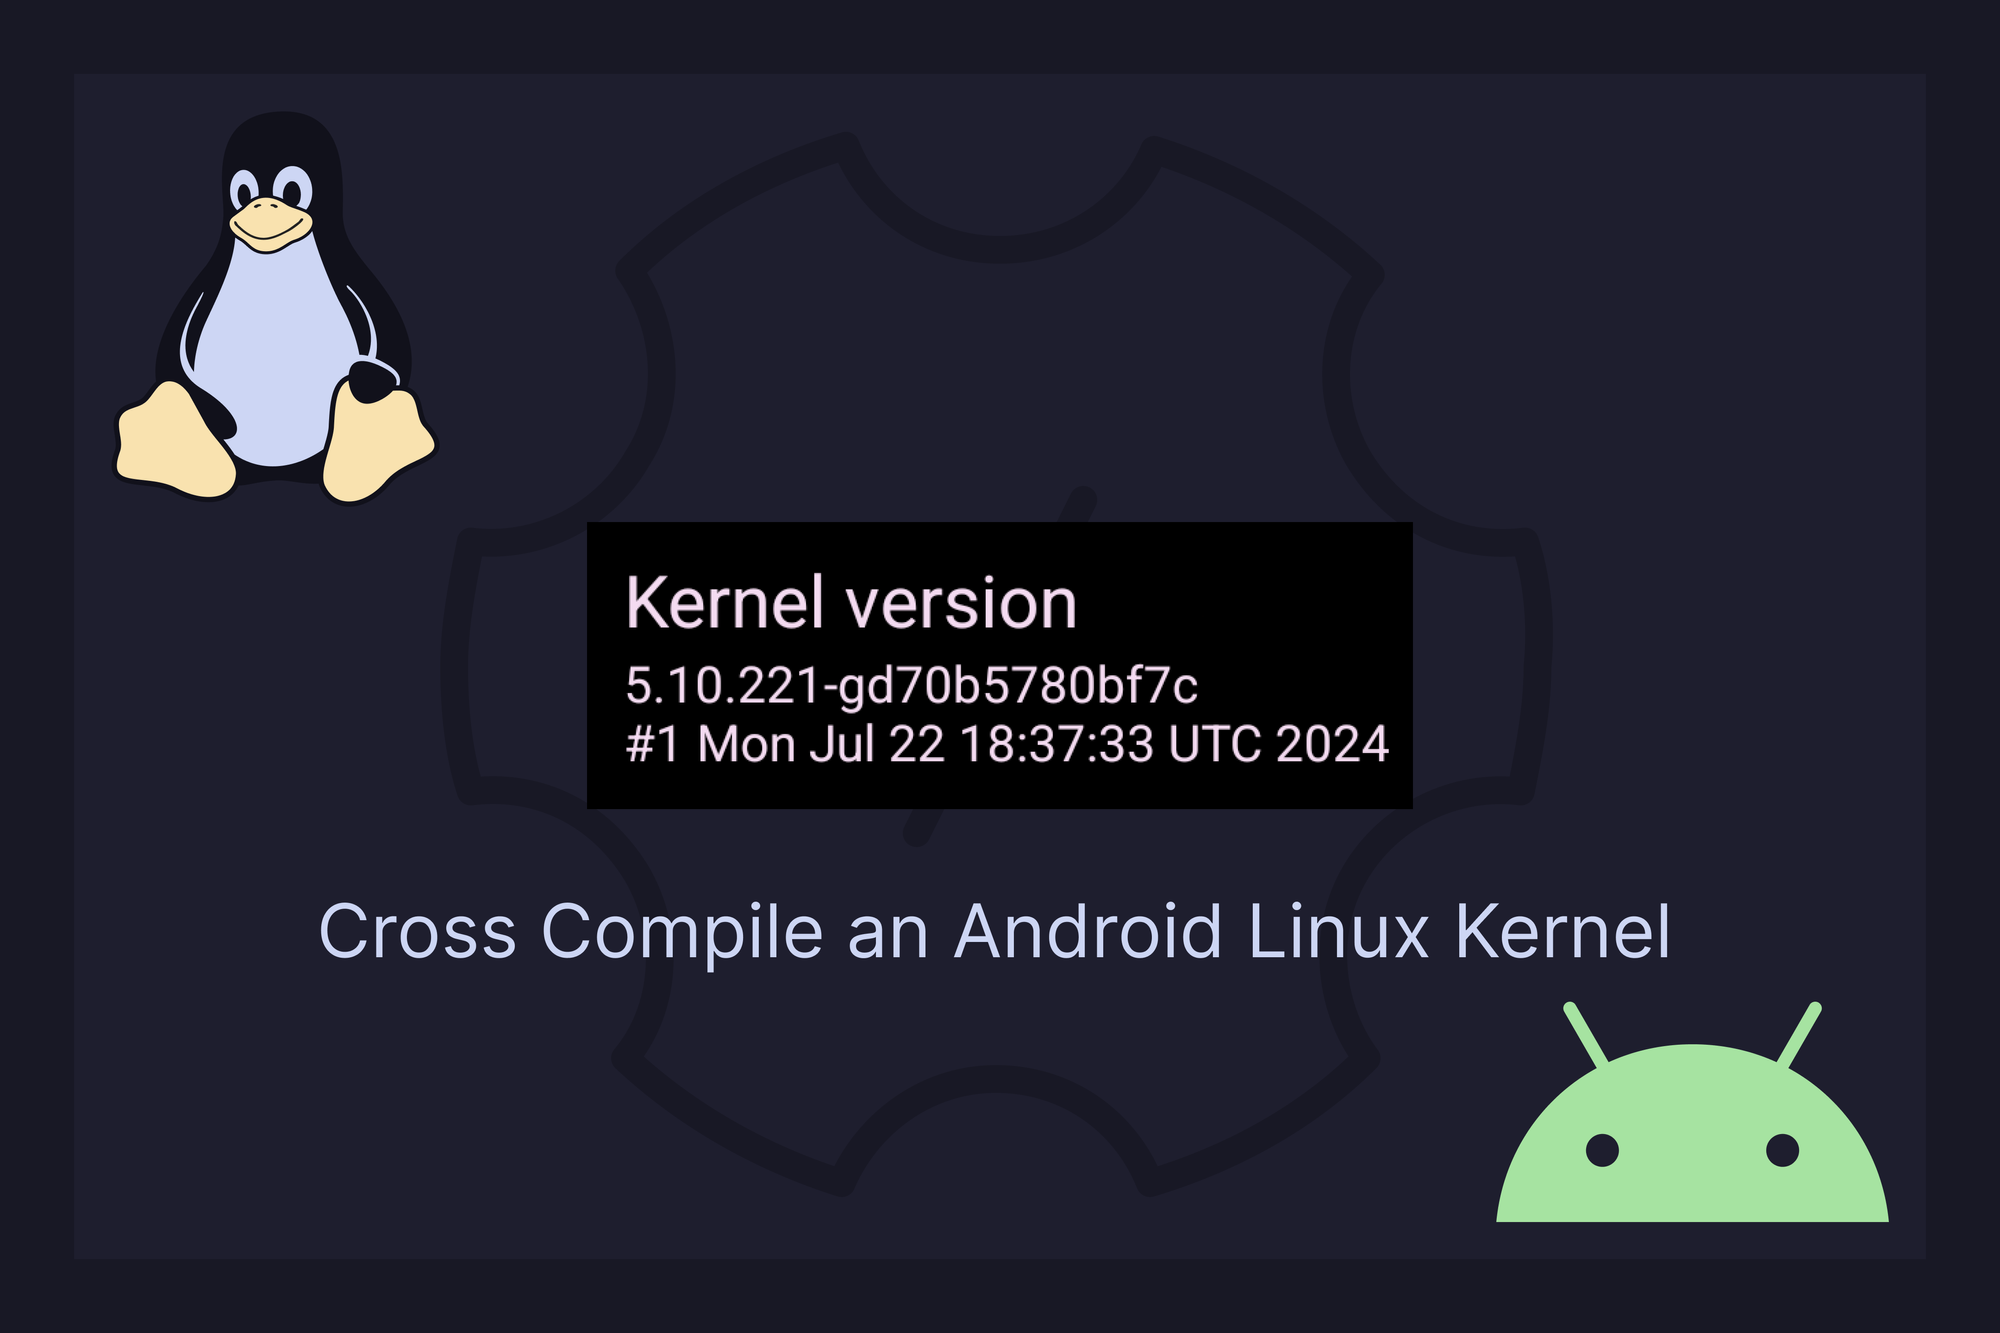 Kernel version
5.10.221-gd70b5780bf7c
#1 Mon Jul 22 18:37:33 UTC 2024
Cross Compile an Android Linux Kernel